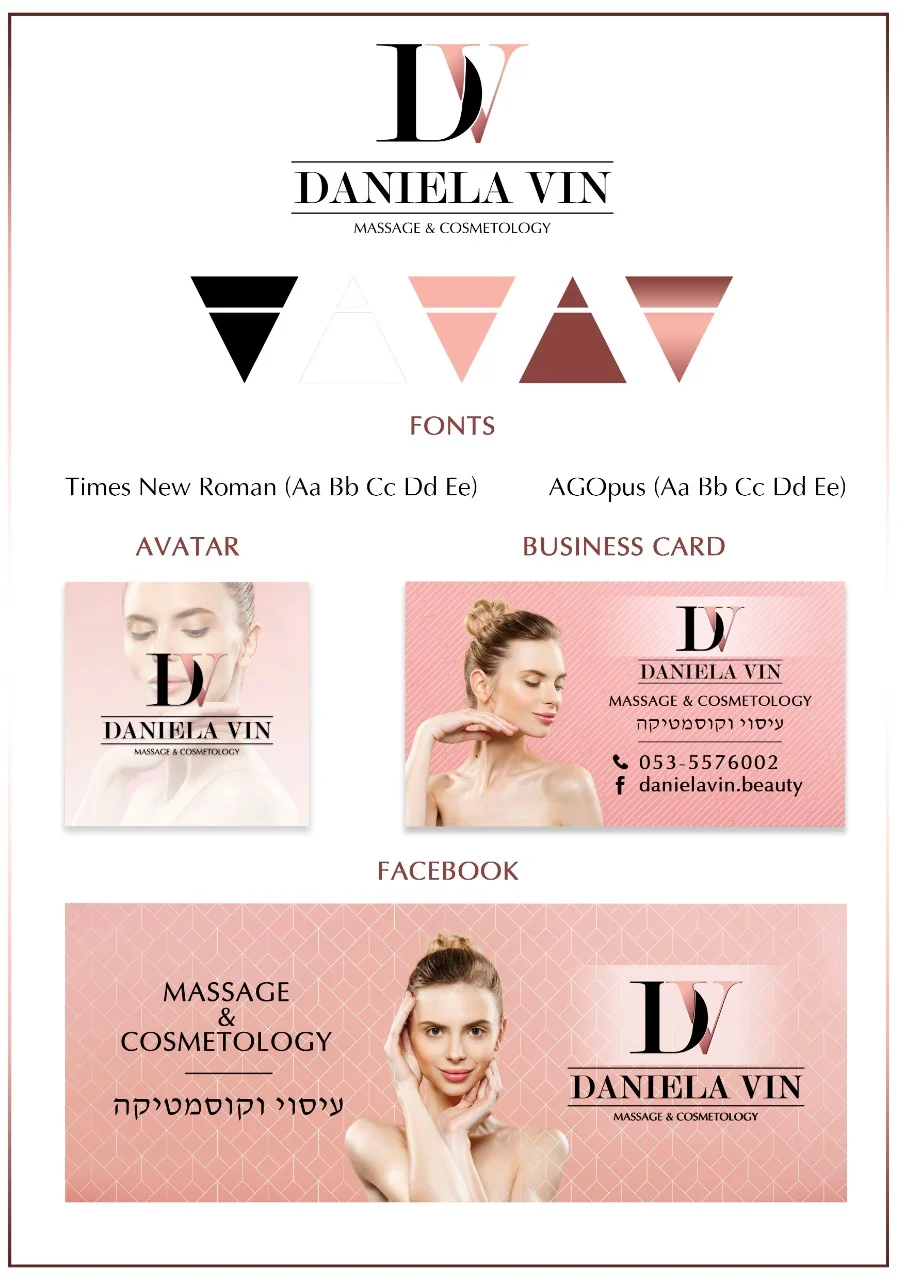 DV
DANIELA VIN
MASSAGE & COSMETOLOGY
FONTS
Times New Roman (Aa Bb Cc Dd Ee)
AGOpus (Aa Bb Cc Dd Ee)
AVATAR
DV
DANIELA VIN
MASSAGE & COSMETOLOGY
BUSINESS CARD
DV
DANIELA VIN
MASSAGE & COSMETOLOGY
עיסוי וקוסמטיקה
053-5576002
f danielavin.beauty
FACEBOOK
MASSAGE
&
COSMETOLOGY
עיסוי וקוסמטיקה
DV
DANIELA VIN
MASSAGE & COSMETOLOGY